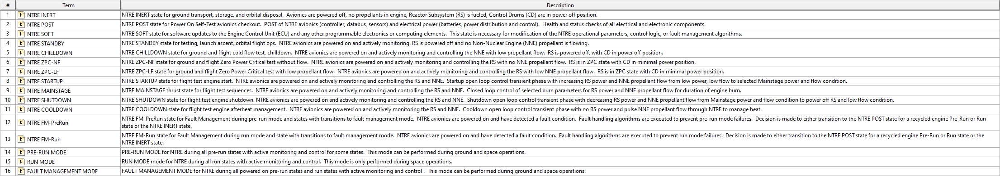 # Term Description
1 NTRE INERT NTRE INERT state for ground transport, storage, and orbital disposal.  Avionics are powered off, no propellants in engine, Reactor Subsystem (RS) is fueled, Control Drums (CD) are in power off position.
2 NTRE POST NTRE POST state for Power On Self-Test avionics checkout.  POST of NTRE avionics (controller, databus, sensors) and electrical power (batteries, power distribution and control).  Health and status checks of all electrical and electronic components.
3 NTRE SOFT NTRE SOFT state for software updates to the Engine Control Unit (ECU) and any other programmable electronics or computing elements.  This state is necessary for modification of the NTRE operational parameters, control logic, or fault management algorithms.
4 NTRE STANDBY NTRE STANDBY state for testing, launch ascent, orbital flight ops.  NTRE avionics are powered on and actively monitoring. RS is powered off and no Non-Nuclear Engine (NNE) propellant is flowing.
5 NTRE CHILLDOWN NTRE CHILLDOWN state for ground and flight cold flow test, chilldown.  NTRE avionics are powered on and actively monitoring and controlling the NNE with low propellant flow.  RS is powered off, with CD in power off position.
6 NTRE ZPC-NF NTRE ZPC-NF state for ground and flight Zero Power Critical test without flow.  NTRE avionics are powered on and actively monitoring and controlling the RS with no NNE propellant flow.  RS is in ZPC state with CD in minimal power position.
7 NTRE ZPC-LF NTRE ZPC-LF state for ground and flight Zero Power Critical test with low propellant flow.  NTRE avionics are powered on and actively monitoring and controlling the RS with low NNE propellant flow.  RS is in ZPC state with CD in minimal power position.
8 NTRE STARTUP NTRE STARTUP state for flight test engine start.  NTRE avionics are powered on and actively monitoring and controlling the RS and NNE.  Startup open loop control transient phase with increasing RS power and NNE propellant flow from low power, low flow to selected Mainstage power and flow condition.
9 NTRE MAINSTAGE NTRE MAINSTAGE thrust state for flight test sequences.  NTRE avionics are powered on and actively monitoring and controlling the RS and NNE.  Closed loop control of selected burn parameters for RS power and NNE propellant flow for duration of engine burn.
10 NTRE SHUTDOWN NTRE SHUTDOWN state for flight test engine shutdown. NTRE avionics are powered on and actively monitoring and controlling the RS and NNE.  Shutdown open loop control transient phase with decreasing RS power and NNE propellant flow from Mainstage power and flow condition to power off RS and low flow condition.
11 NTRE COOLDOWN NTRE COOLDOWN state for flight test engine afterheat management.  NTRE avionics are powered on and actively monitoring the RS and NNE.  Cooldown open loop control transient phase with no RS power and pulse NNE propellant flow through NTRE to manage heat.
12 NTRE FM-PreRun NTRE FM-PreRun state for Fault Management during pre-run mode and states with transitions to fault management mode.  NTRE avionics are powered on and have detected a fault condition.  Fault handling algorithms are executed to prevent pre-run mode failures.  Decision is made to either transition to the NTRE POST state for a recycled engine Pre-Run or Run
state or the NTRE INERT state.
13 NTRE FM-Run NTRE FM-Run state for Fault Management during run mode and state with transitions to fault management mode.  NTRE avionics are powered on and have detected a fault condition.  Fault handling algorithms are executed to prevent run mode failures.  Decision is made to either transition to the NTRE POST state for a recycled engine Pre-Run or Run state or the
NTRE INERT state.
14 PRE-RUN MODE PRE-RUN MODE for NTRE during all pre-run states with active monitoring and control for some states.  This mode can be performed during ground and space operations.
15 RUN MODE RUN MODE mode for NTRE during all run states with active monitoring and control.  This mode is only performed during space operations.
16 FAULT MANAGEMENT MODE FAULT MANAGEMENT MODE for NTRE during all powered on pre-run states and run states with active monitoring and control .  This mode can be performed during ground and space operations.